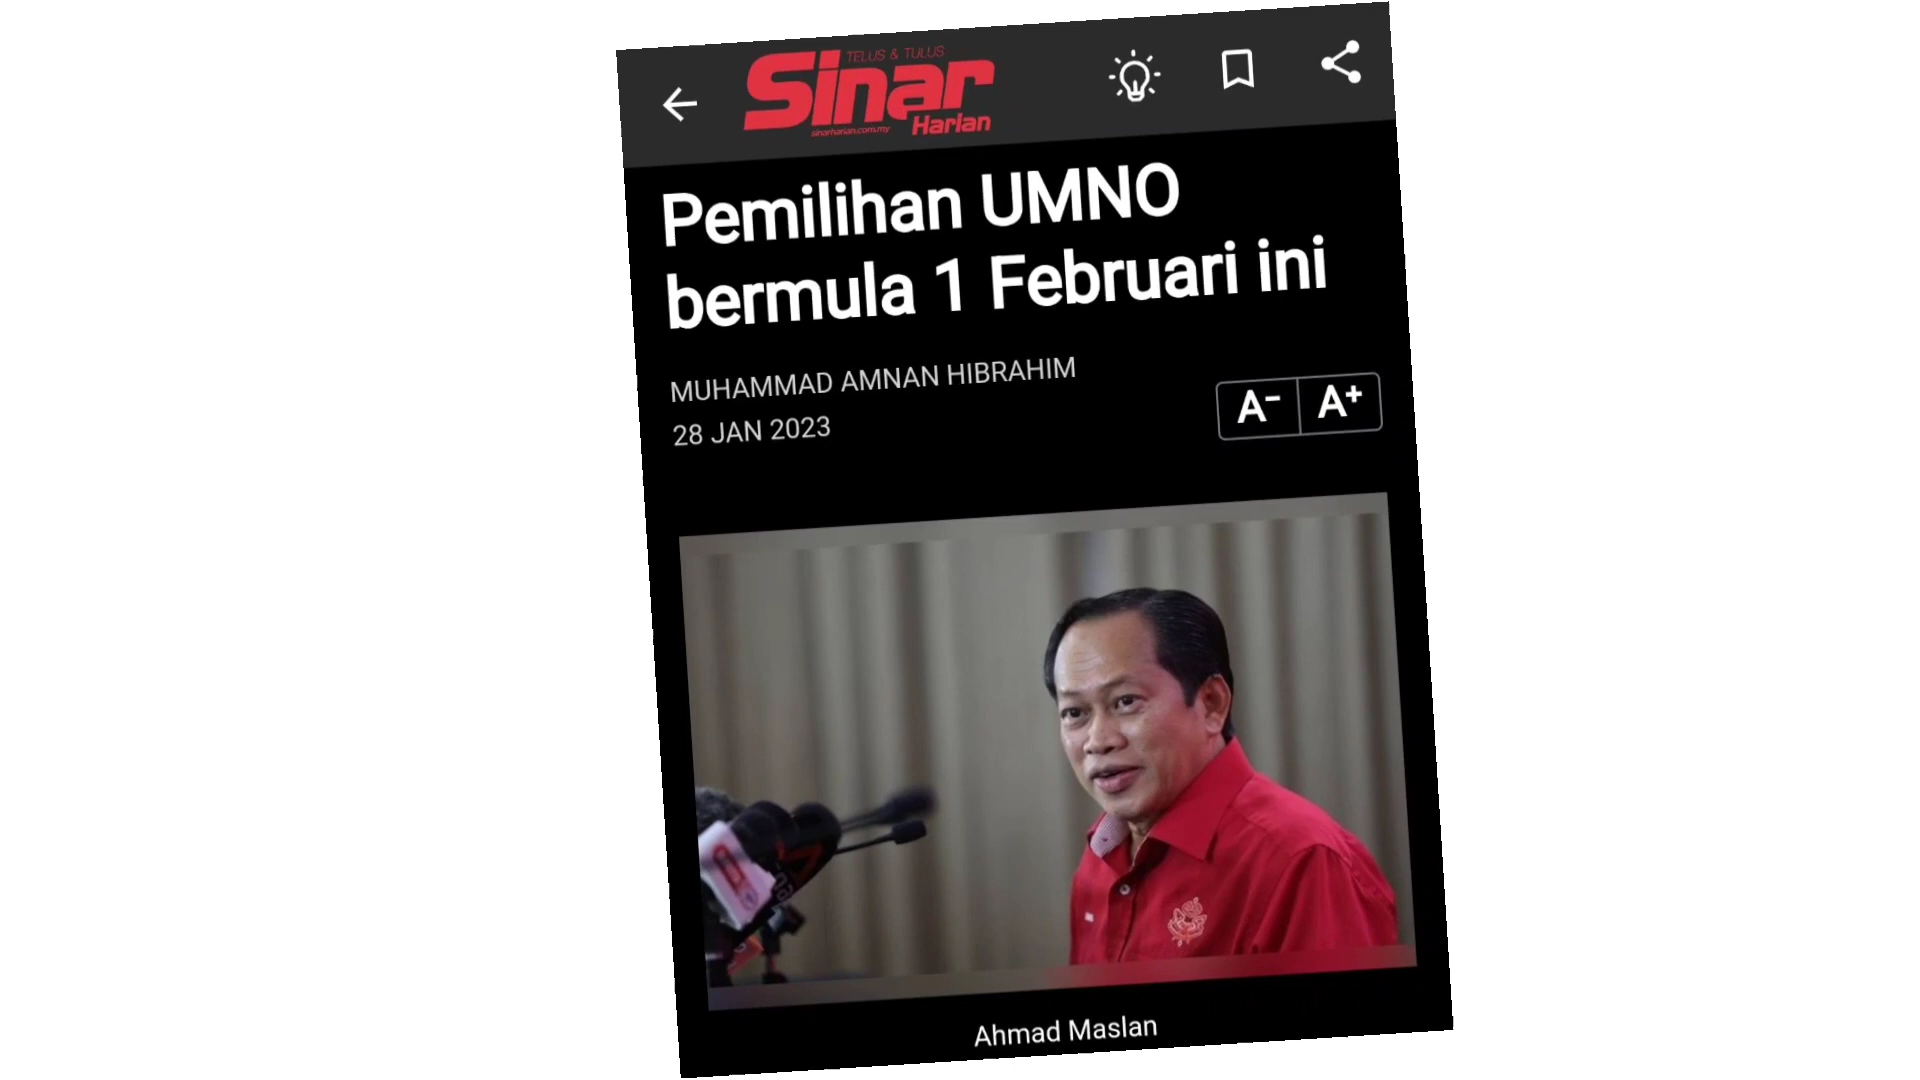 TELUS & TULUS
Sinar
Harian
sinarharian.com.my
Pemilihan UMNO
bermula 1 Februari ini
MUHAMMAD AMNAN HIBRAHIM
28 JAN 2023
A- A+
Ahmad Maslan